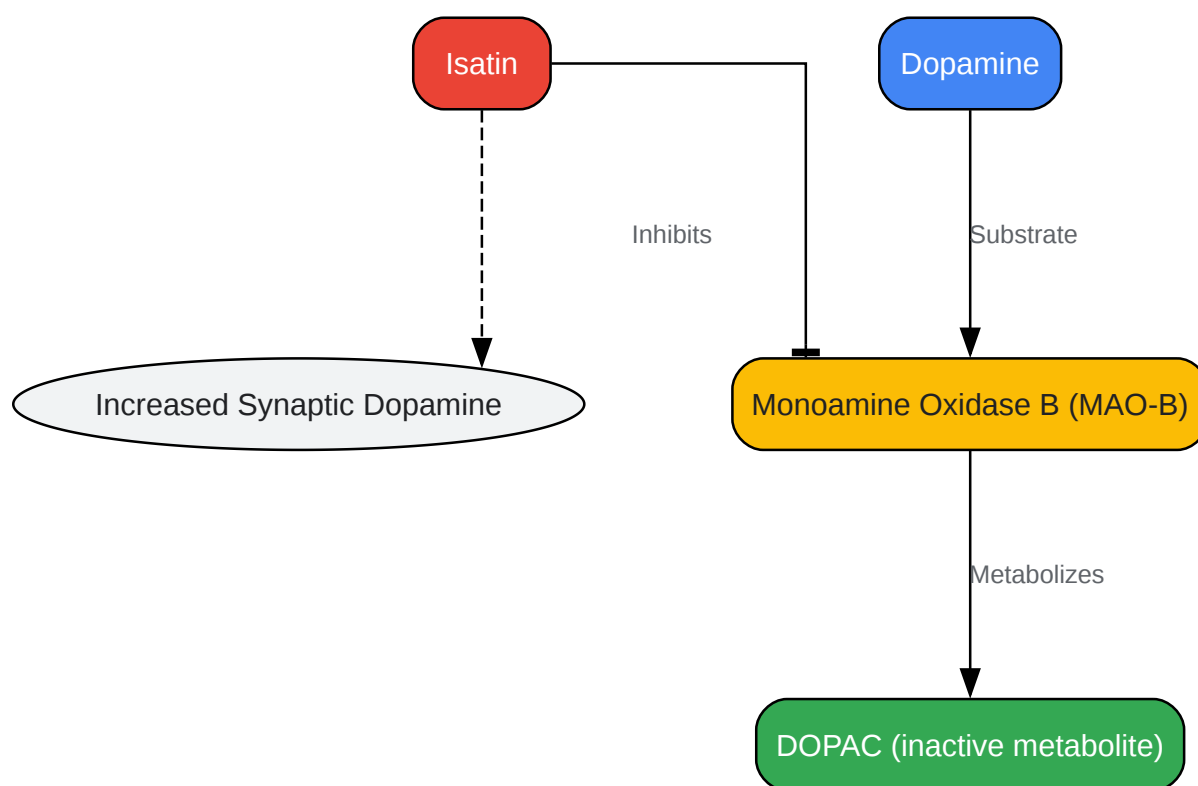 Isatin
Dopamine
Inhibits
Substrate
Increased Synaptic Dopamine
Monoamine Oxidase B (MAO-B)
Metabolizes
DOPAC (inactive metabolite)